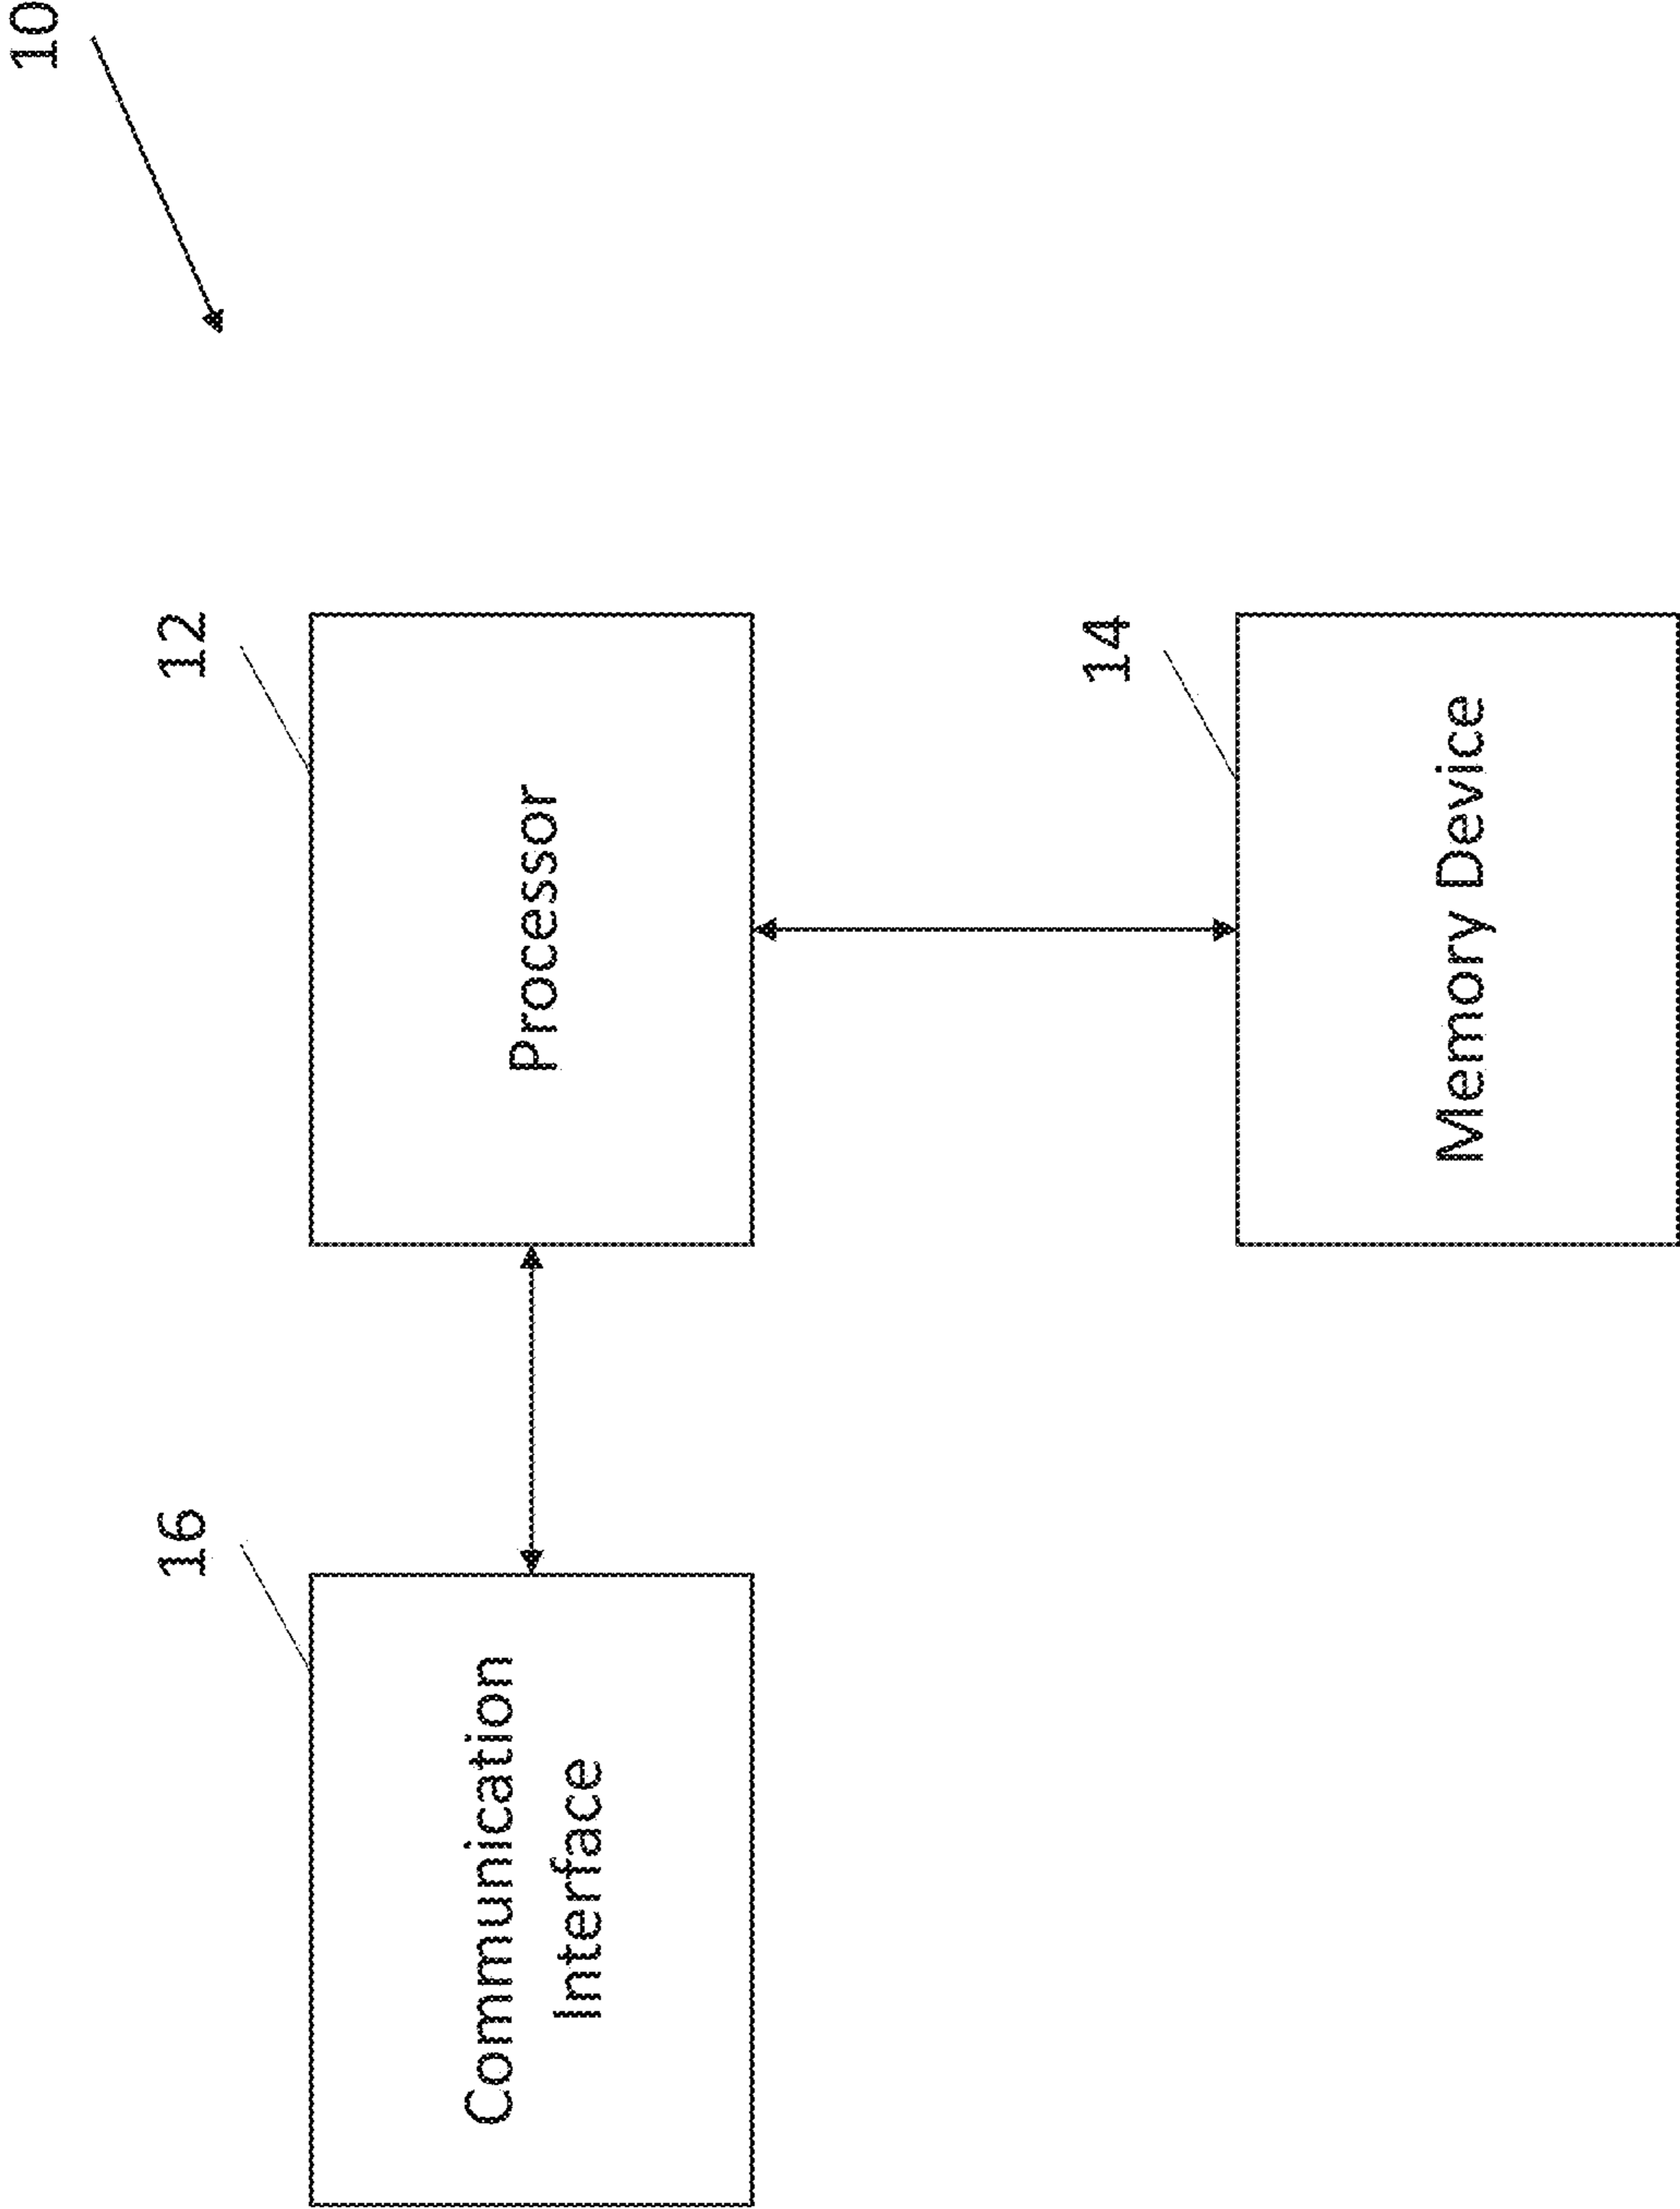 10
16
12
Communication
Interface
Processor
14
Memory Device